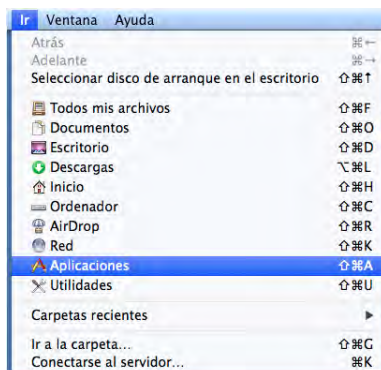 Ir Ventana Ayuda
Atrás ⌘←
Adelante ⌘→
Seleccionar disco de arranque en el escritorio ⇧⌘↑
Todos mis archivos ⇧⌘F
Documentos ⇧⌘O
Escritorio ⇧⌘D
Descargas ⌥⌘L
Inicio ⇧⌘H
Ordenador ⇧⌘C
AirDrop ⇧⌘R
Red ⇧⌘K
Aplicaciones ⇧⌘A
Utilidades ⇧⌘U
Carpetas recientes ▶
Ir a la carpeta... ⇧⌘G
Conectarse al servidor... ⌘K